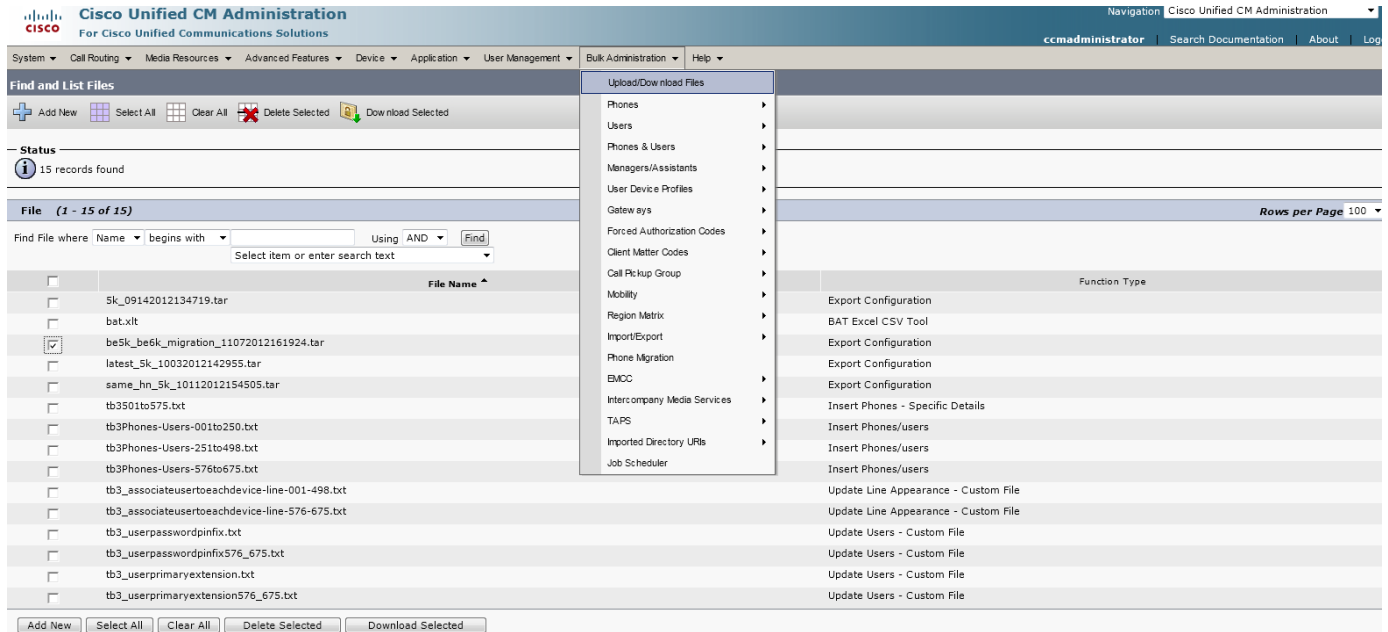 Cisco Unified CM Administration
Navigation Cisco Unified CM Administration
CISCO
For Cisco Unified Communications Solutions
ccmadministrator Search Documentation About Log
System Call Routing Media Resources Advanced Features Device Application User Management Bulk Administration Help
Find and List Files
Upload/Download Files
Add New Select All Clear All Delete Selected Download Selected
Phones
Users
Phones & Users
Managers/Assistants
User Device Profiles
Gateways
Forced Authorization Codes
Client Matter Codes
Call Pickup Group
Mobility
Region Matrix
Import/Export
Phone Migration
EMCC
Intercompany Media Services
TAPS
Imported Directory URIs
Job Scheduler
Status
i 15 records found
File (1 - 15 of 15)
Rows per Page 100
Find File where Name begins with Using AND Find
Select item or enter search text
File Name Function Type
5k_09142012134719.tar Export Configuration
bat.xlt BAT Excel CSV Tool
be5k_be6k_migration_11072012161924.tar Export Configuration
latest_5k_10032012142955.tar Export Configuration
same_hn_5k_10112012154505.tar Export Configuration
tb3501to575.txt Insert Phones - Specific Details
tb3Phones-Users-001to250.txt Insert Phones/users
tb3Phones-Users-251to498.txt Insert Phones/users
tb3Phones-Users-576to675.txt Insert Phones/users
tb3_associateusertoeachdevice-line-001-498.txt Update Line Appearance - Custom File
tb3_associateusertoeachdevice-line-576-675.txt Update Line Appearance - Custom File
tb3_userpasswordpinfix.txt Update Users - Custom File
tb3_userpasswordpinfix576_675.txt Update Users - Custom File
tb3_userprimaryextension.txt Update Users - Custom File
tb3_userprimaryextension576_675.txt Update Users - Custom File
Add New Select All Clear All Delete Selected Download Selected